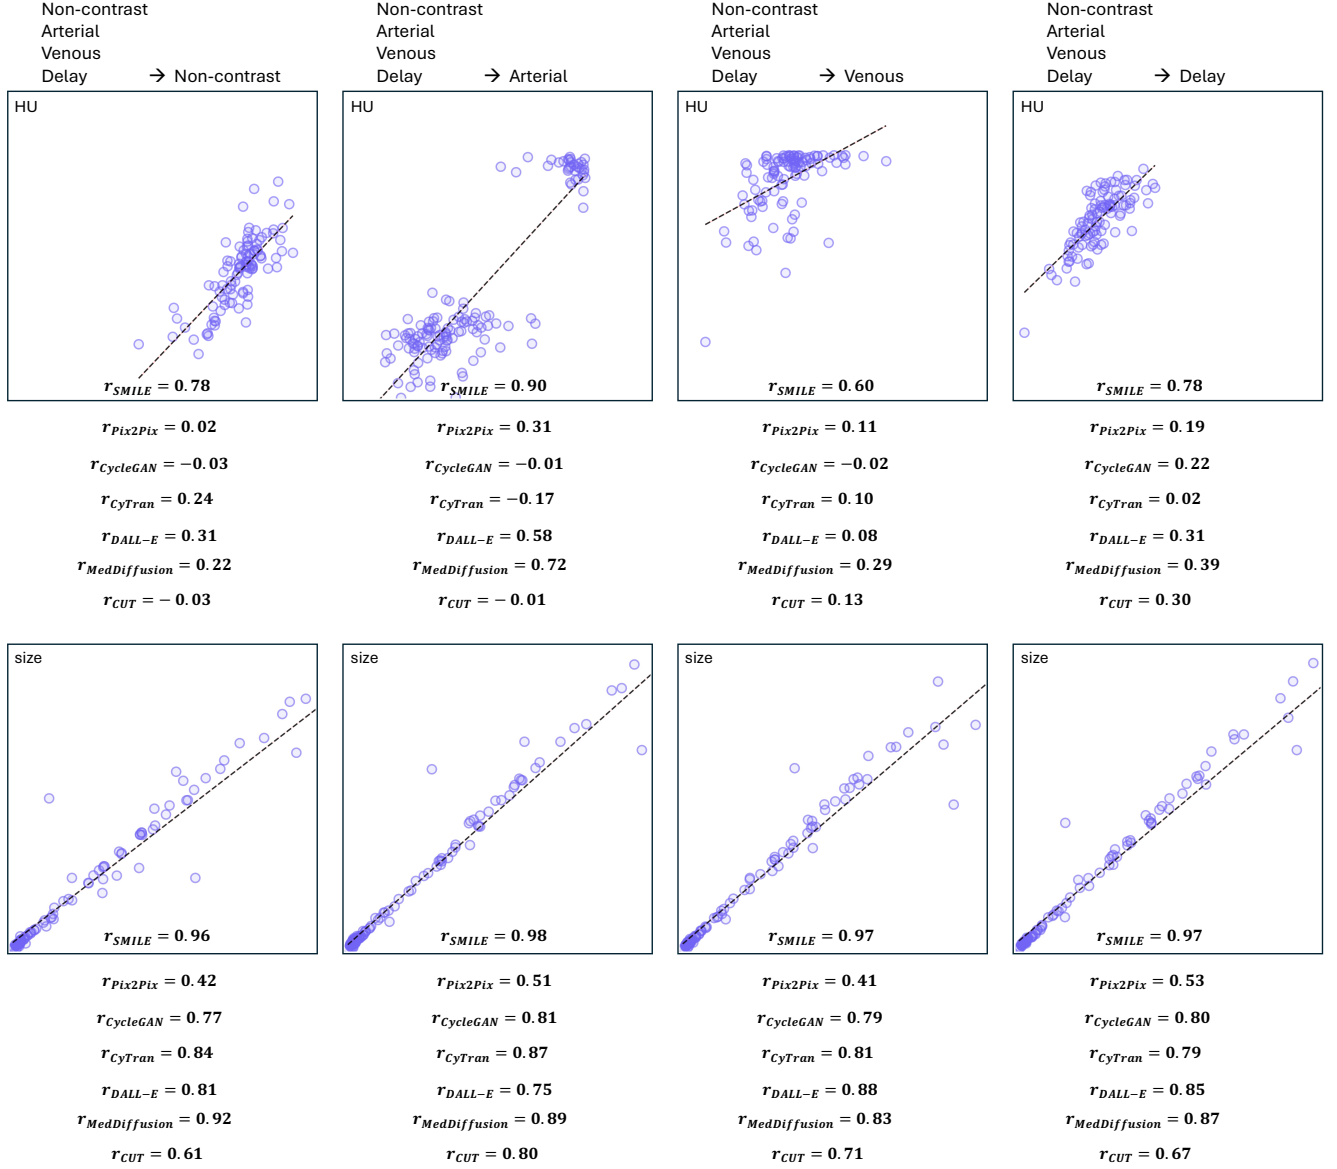 Non-contrast
Arterial
Venous
Delay → Non-contrast
Non-contrast
Arterial
Venous
Delay → Arterial
Non-contrast
Arterial
Venous
Delay → Venous
Non-contrast
Arterial
Venous
Delay → Delay
HU
r_SMILE = 0.78
HU
r_SMILE = 0.90
HU
r_SMILE = 0.60
HU
r_SMILE = 0.78
r_Pix2Pix = 0.02
r_CycleGAN = −0.03
r_CyTran = 0.24
r_DALL−E = 0.31
r_MedDiffusion = 0.22
r_CUT = − 0.03
r_Pix2Pix = 0.31
r_CycleGAN = −0.01
r_CyTran = −0.17
r_DALL−E = 0.58
r_MedDiffusion = 0.72
r_CUT = − 0.01
r_Pix2Pix = 0.11
r_CycleGAN = −0.02
r_CyTran = 0.10
r_DALL−E = 0.08
r_MedDiffusion = 0.29
r_CUT = 0.13
r_Pix2Pix = 0.19
r_CycleGAN = 0.22
r_CyTran = 0.02
r_DALL−E = 0.31
r_MedDiffusion = 0.39
r_CUT = 0.30
size
r_SMILE = 0.96
size
r_SMILE = 0.98
size
r_SMILE = 0.97
size
r_SMILE = 0.97
r_Pix2Pix = 0.42
r_CycleGAN = 0.77
r_CyTran = 0.84
r_DALL−E = 0.81
r_MedDiffusion = 0.92
r_CUT = 0.61
r_Pix2Pix = 0.51
r_CycleGAN = 0.81
r_CyTran = 0.87
r_DALL−E = 0.75
r_MedDiffusion = 0.89
r_CUT = 0.80
r_Pix2Pix = 0.41
r_CycleGAN = 0.79
r_CyTran = 0.81
r_DALL−E = 0.88
r_MedDiffusion = 0.83
r_CUT = 0.71
r_Pix2Pix = 0.53
r_CycleGAN = 0.80
r_CyTran = 0.79
r_DALL−E = 0.85
r_MedDiffusion = 0.87
r_CUT = 0.67